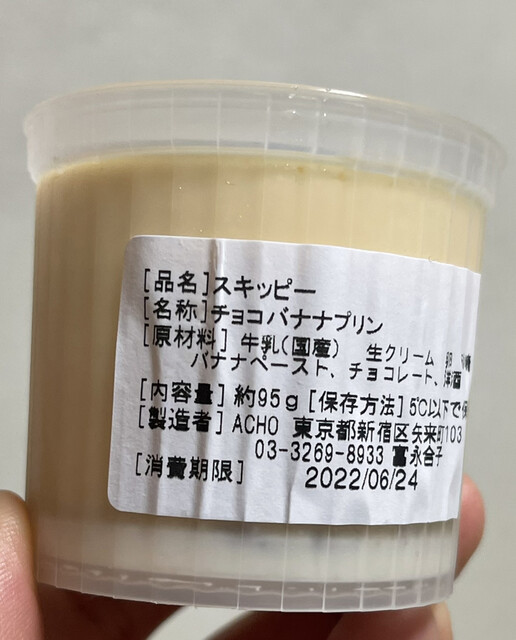 [品名]スキッピー
[名称]チョコバナナプリン
[原材料] 牛乳(国産) 生クリーム、卵
バナナペースト、チョコレート、洋酒
[内容量]約95g[保存方法]5℃以下で保
[製造者]ACHO 東京都新宿区矢来町103
03-3269-8933 富永合子
[消費期限] 2022/06/24